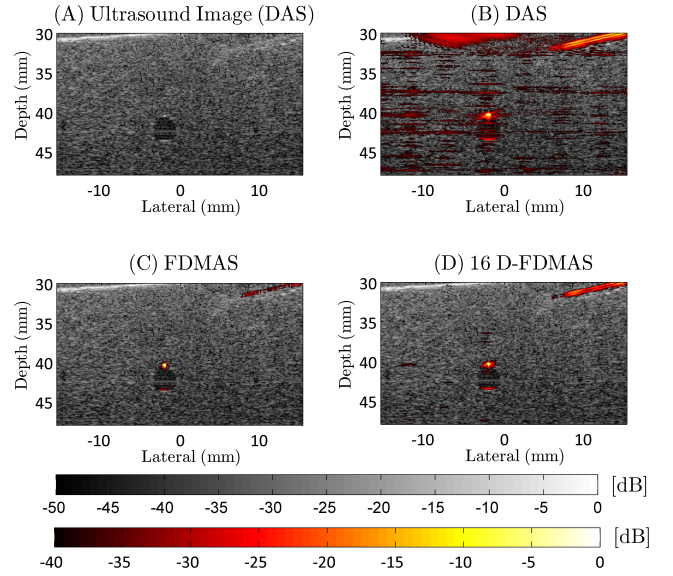 (A) Ultrasound Image (DAS)
(B) DAS
30
35
40
45
Depth (mm)
-10 0 10
Lateral (mm)
30
35
40
45
Depth (mm)
-10 0 10
Lateral (mm)
(C) FDMAS
(D) 16 D-FDMAS
30
35
40
45
Depth (mm)
-10 0 10
Lateral (mm)
30
35
40
45
Depth (mm)
-10 0 10
Lateral (mm)
[dB]
-50 -45 -40 -35 -30 -25 -20 -15 -10 -5 0
[dB]
-40 -35 -30 -25 -20 -15 -10 -5 0